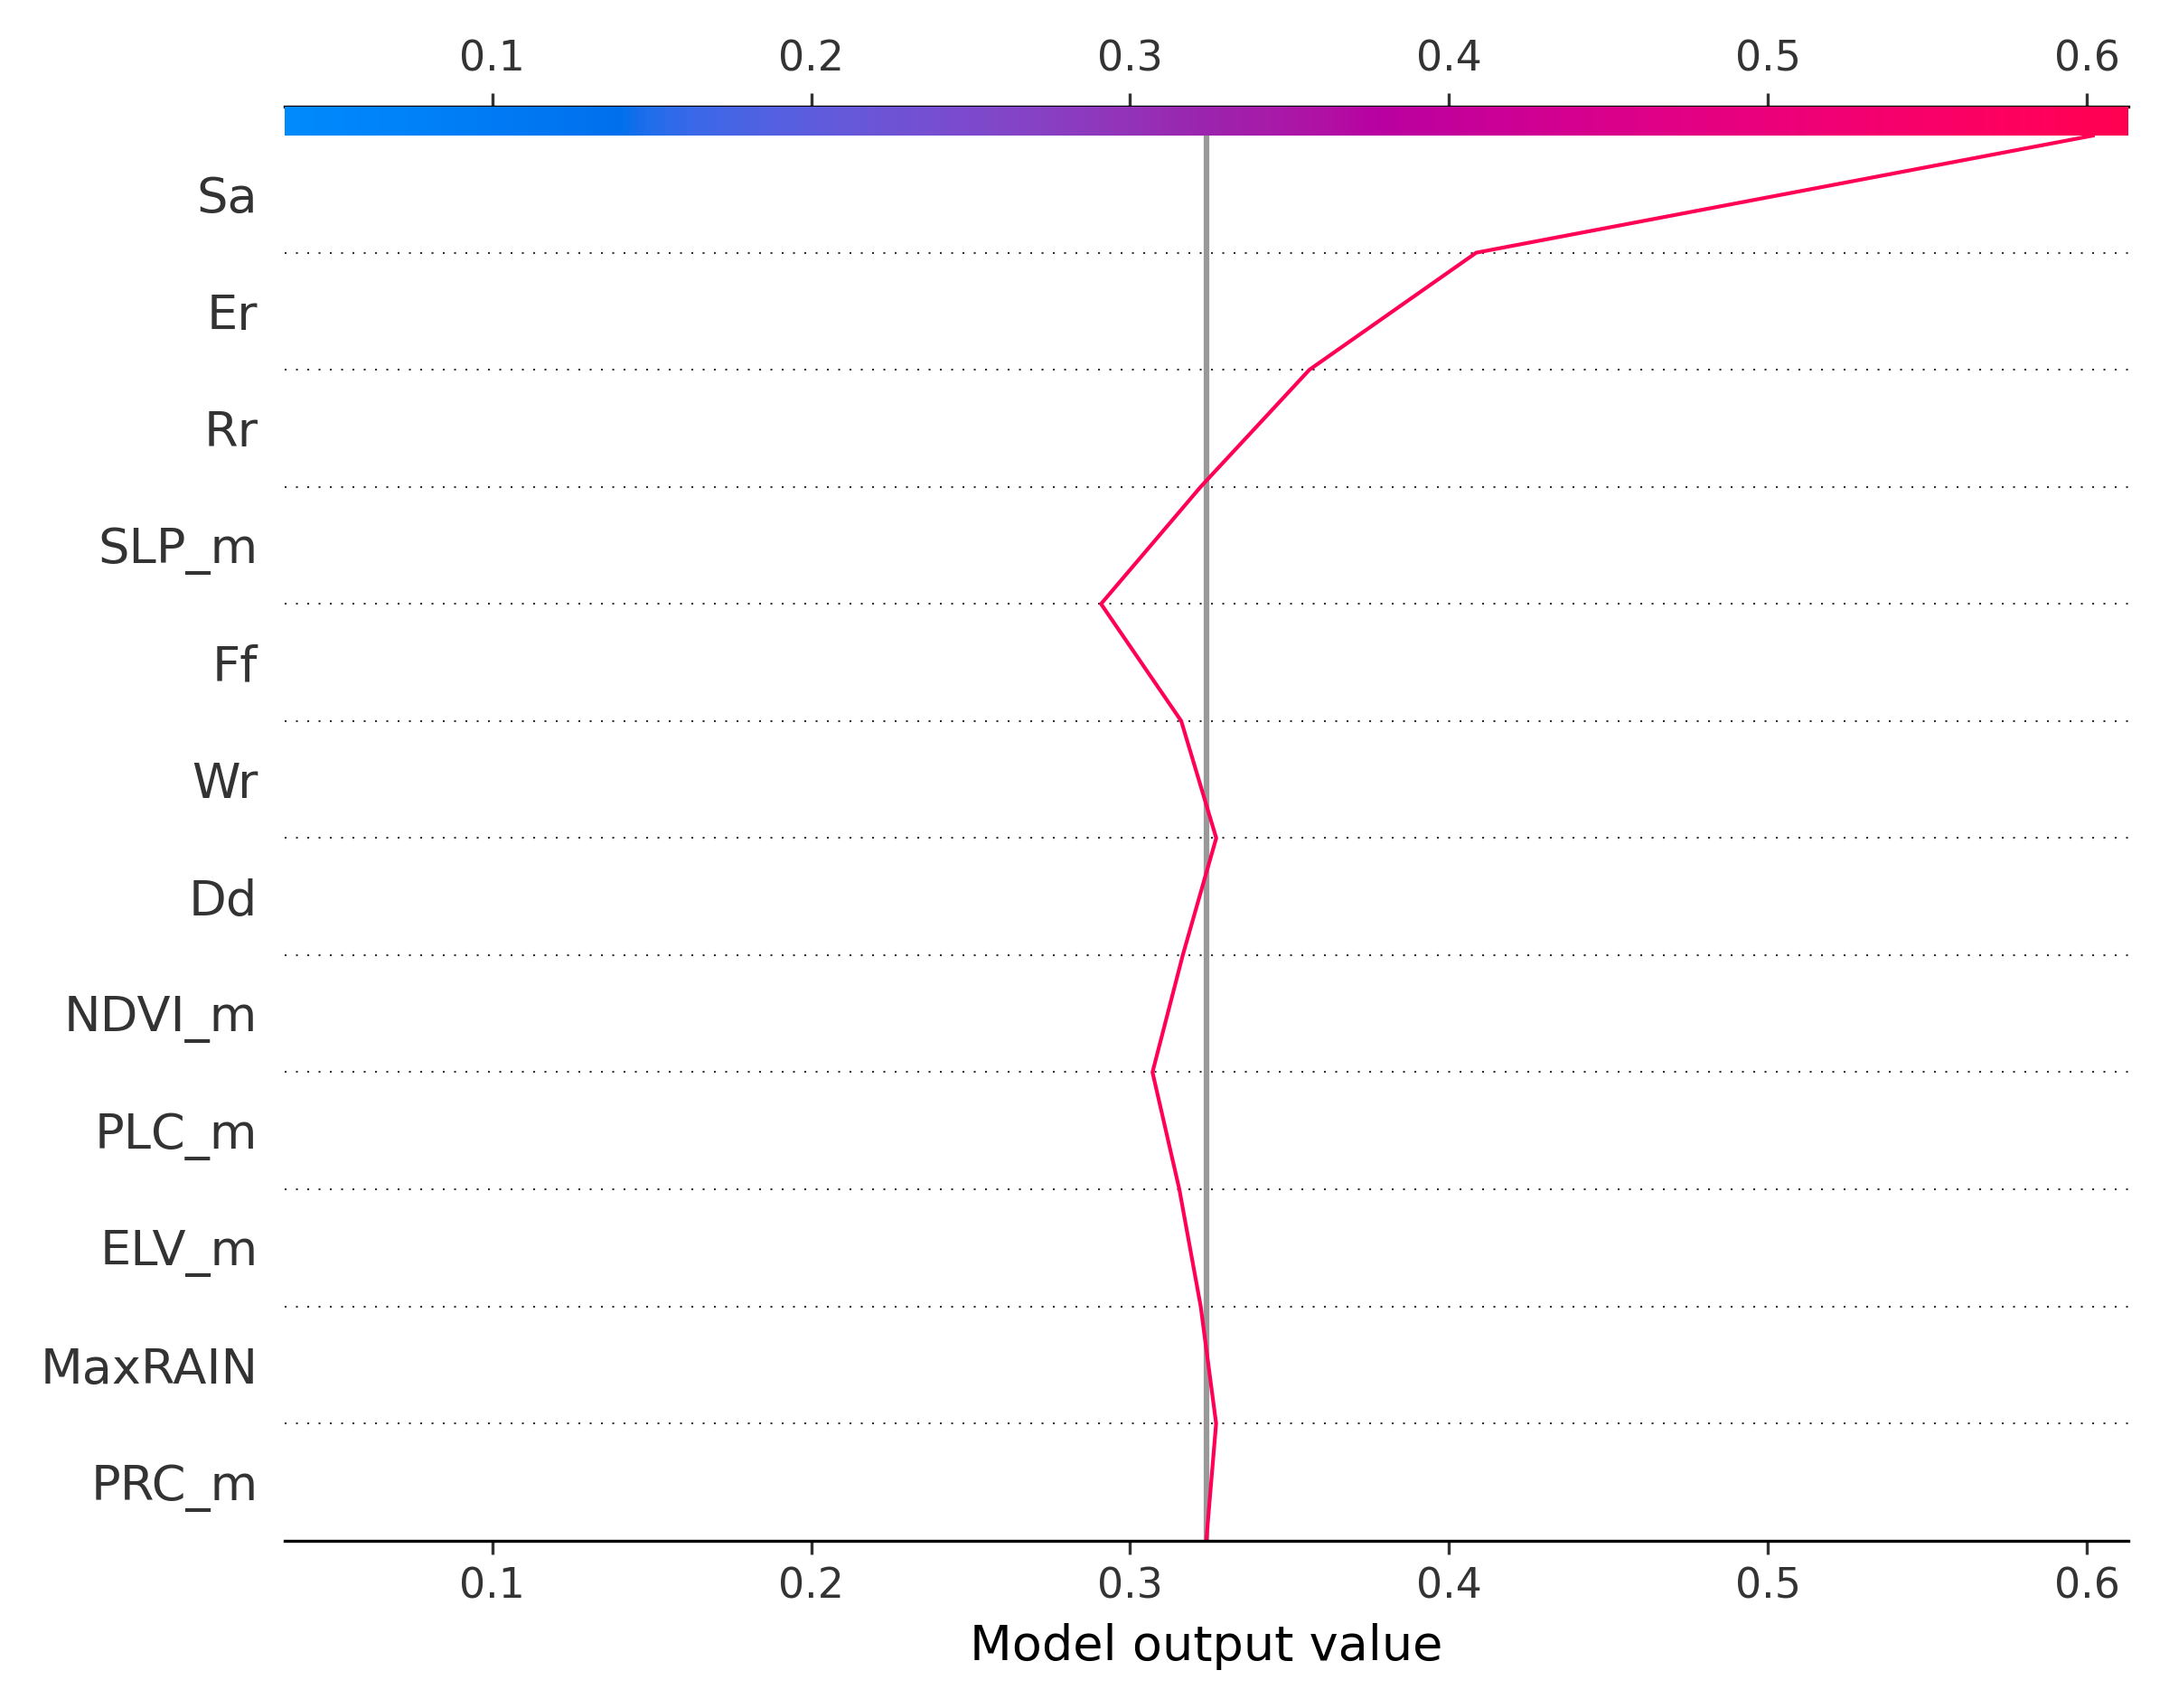 0.1 0.2 0.3 0.4 0.5 0.6
Sa
Er
Rr
SLP_m
Ff
Wr
Dd
NDVI_m
PLC_m
ELV_m
MaxRAIN
PRC_m
0.1 0.2 0.3 0.4 0.5 0.6
Model output value